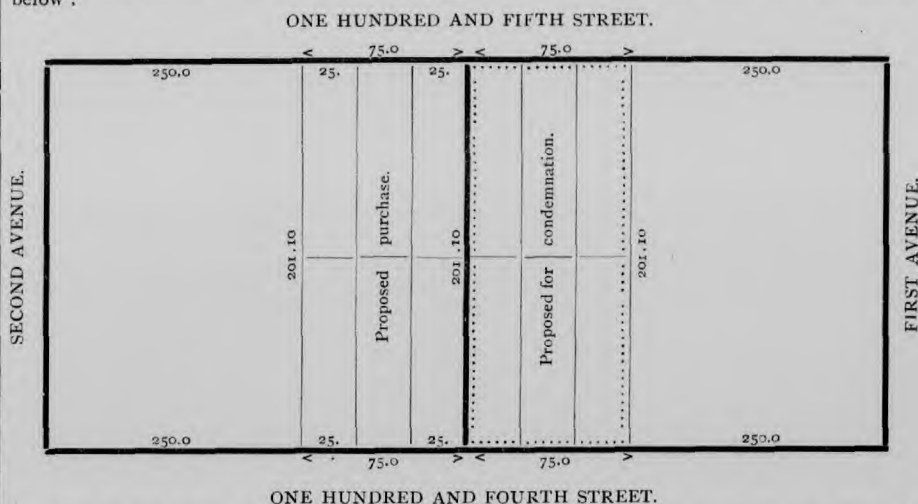 below :
ONE HUNDRED AND FIFTH STREET.
75.0 75.0
250.0 25. 25. 250.0
SECOND AVENUE.
201.10
Proposed purchase.
201.10
Proposed for condemnation.
201.10
FIRST AVENUE.
250.0 25. 25. 250.0
75.0 75.0
ONE HUNDRED AND FOURTH STREET.